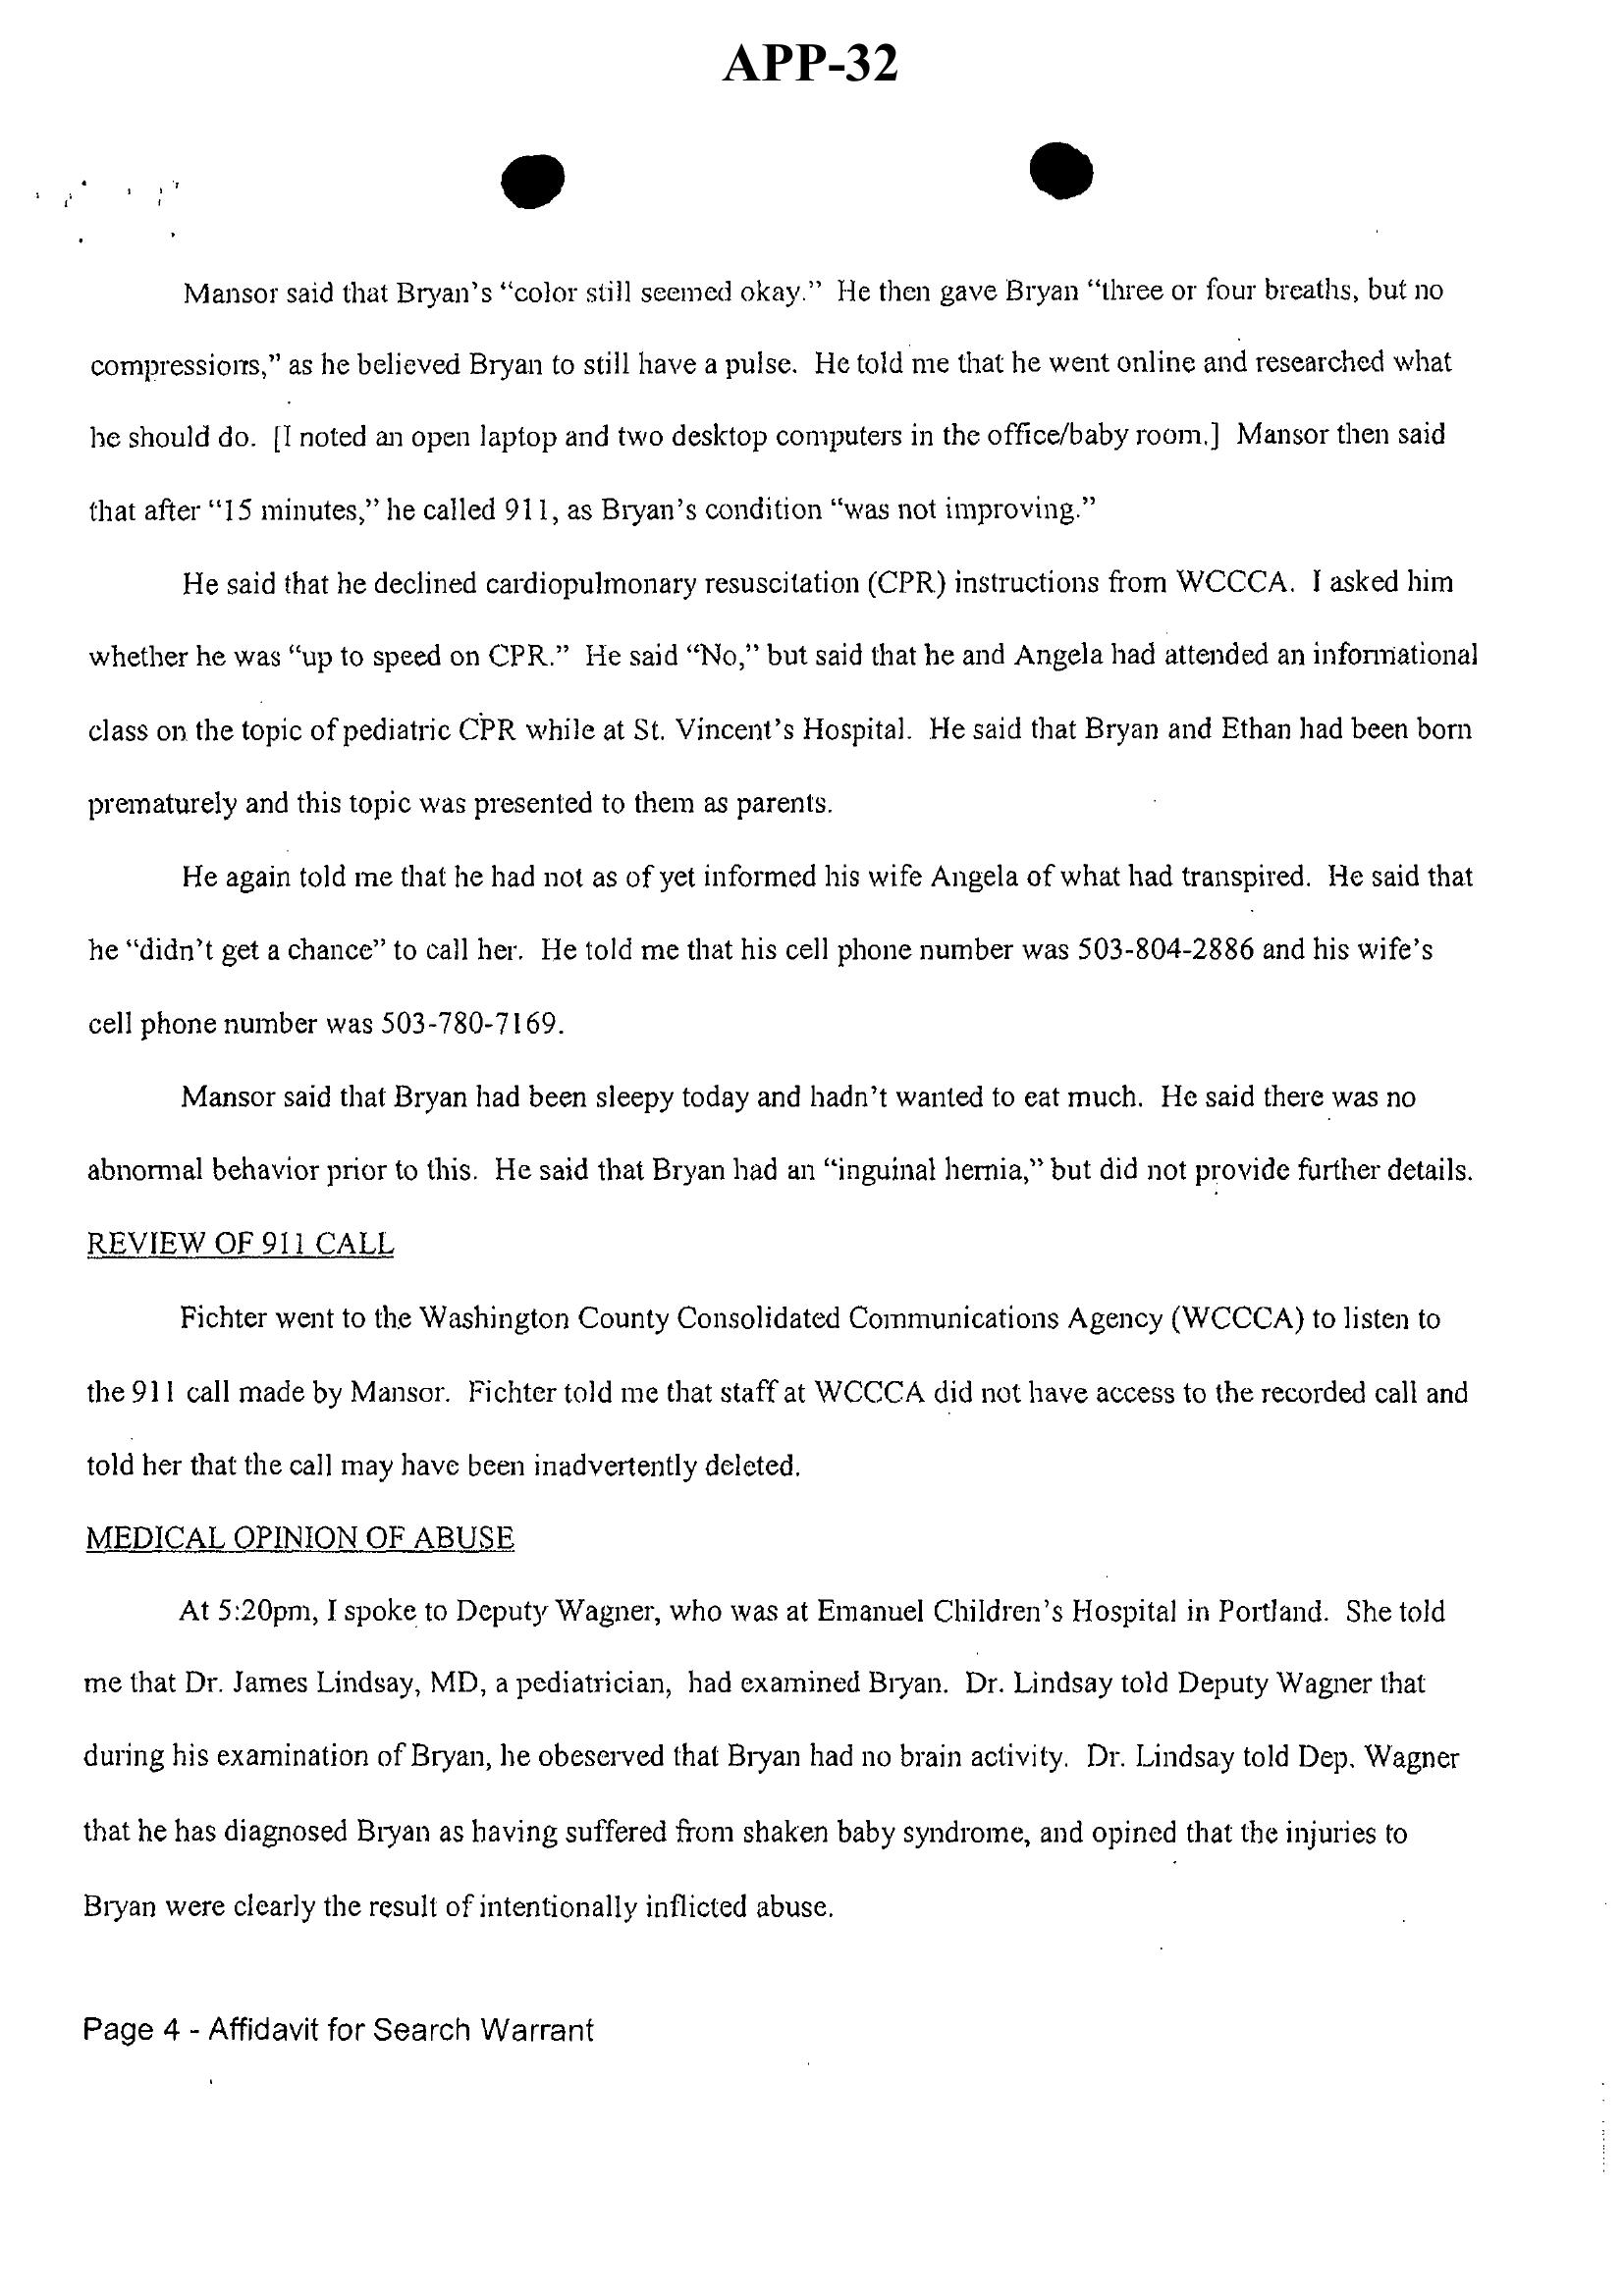 APP-32
Mansor said that Bryan's “color still seemed okay.” He then gave Bryan “three or four breaths, but no
compressions,” as he believed Bryan to still have a pulse. He told me that he went online and researched what
he should do. [I noted an open laptop and two desktop computers in the office/baby room.] Mansor then said
that after “15 minutes,” he called 911, as Bryan's condition “was not improving.”
He said that he declined cardiopulmonary resuscitation (CPR) instructions from WCCCA. I asked him
whether he was “up to speed on CPR.” He said “No,” but said that he and Angela had attended an informational
class on the topic of pediatric CPR while at St. Vincent's Hospital. He said that Bryan and Ethan had been born
prematurely and this topic was presented to them as parents.
He again told me that he had not as of yet informed his wife Angela of what had transpired. He said that
he “didn't get a chance” to call her. He told me that his cell phone number was 503-804-2886 and his wife's
cell phone number was 503-780-7169.
Mansor said that Bryan had been sleepy today and hadn't wanted to eat much. He said there was no
abnormal behavior prior to this. He said that Bryan had an “inguinal hernia,” but did not provide further details.
REVIEW OF 911 CALL
Fichter went to the Washington County Consolidated Communications Agency (WCCCA) to listen to
the 911 call made by Mansor. Fichter told me that staff at WCCCA did not have access to the recorded call and
told her that the call may have been inadvertently deleted.
MEDICAL OPINION OF ABUSE
At 5:20pm, I spoke to Deputy Wagner, who was at Emanuel Children's Hospital in Portland. She told
me that Dr. James Lindsay, MD, a pediatrician, had examined Bryan. Dr. Lindsay told Deputy Wagner that
during his examination of Bryan, he obeserved that Bryan had no brain activity. Dr. Lindsay told Dep. Wagner
that he has diagnosed Bryan as having suffered from shaken baby syndrome, and opined that the injuries to
Bryan were clearly the result of intentionally inflicted abuse.
Page 4 - Affidavit for Search Warrant